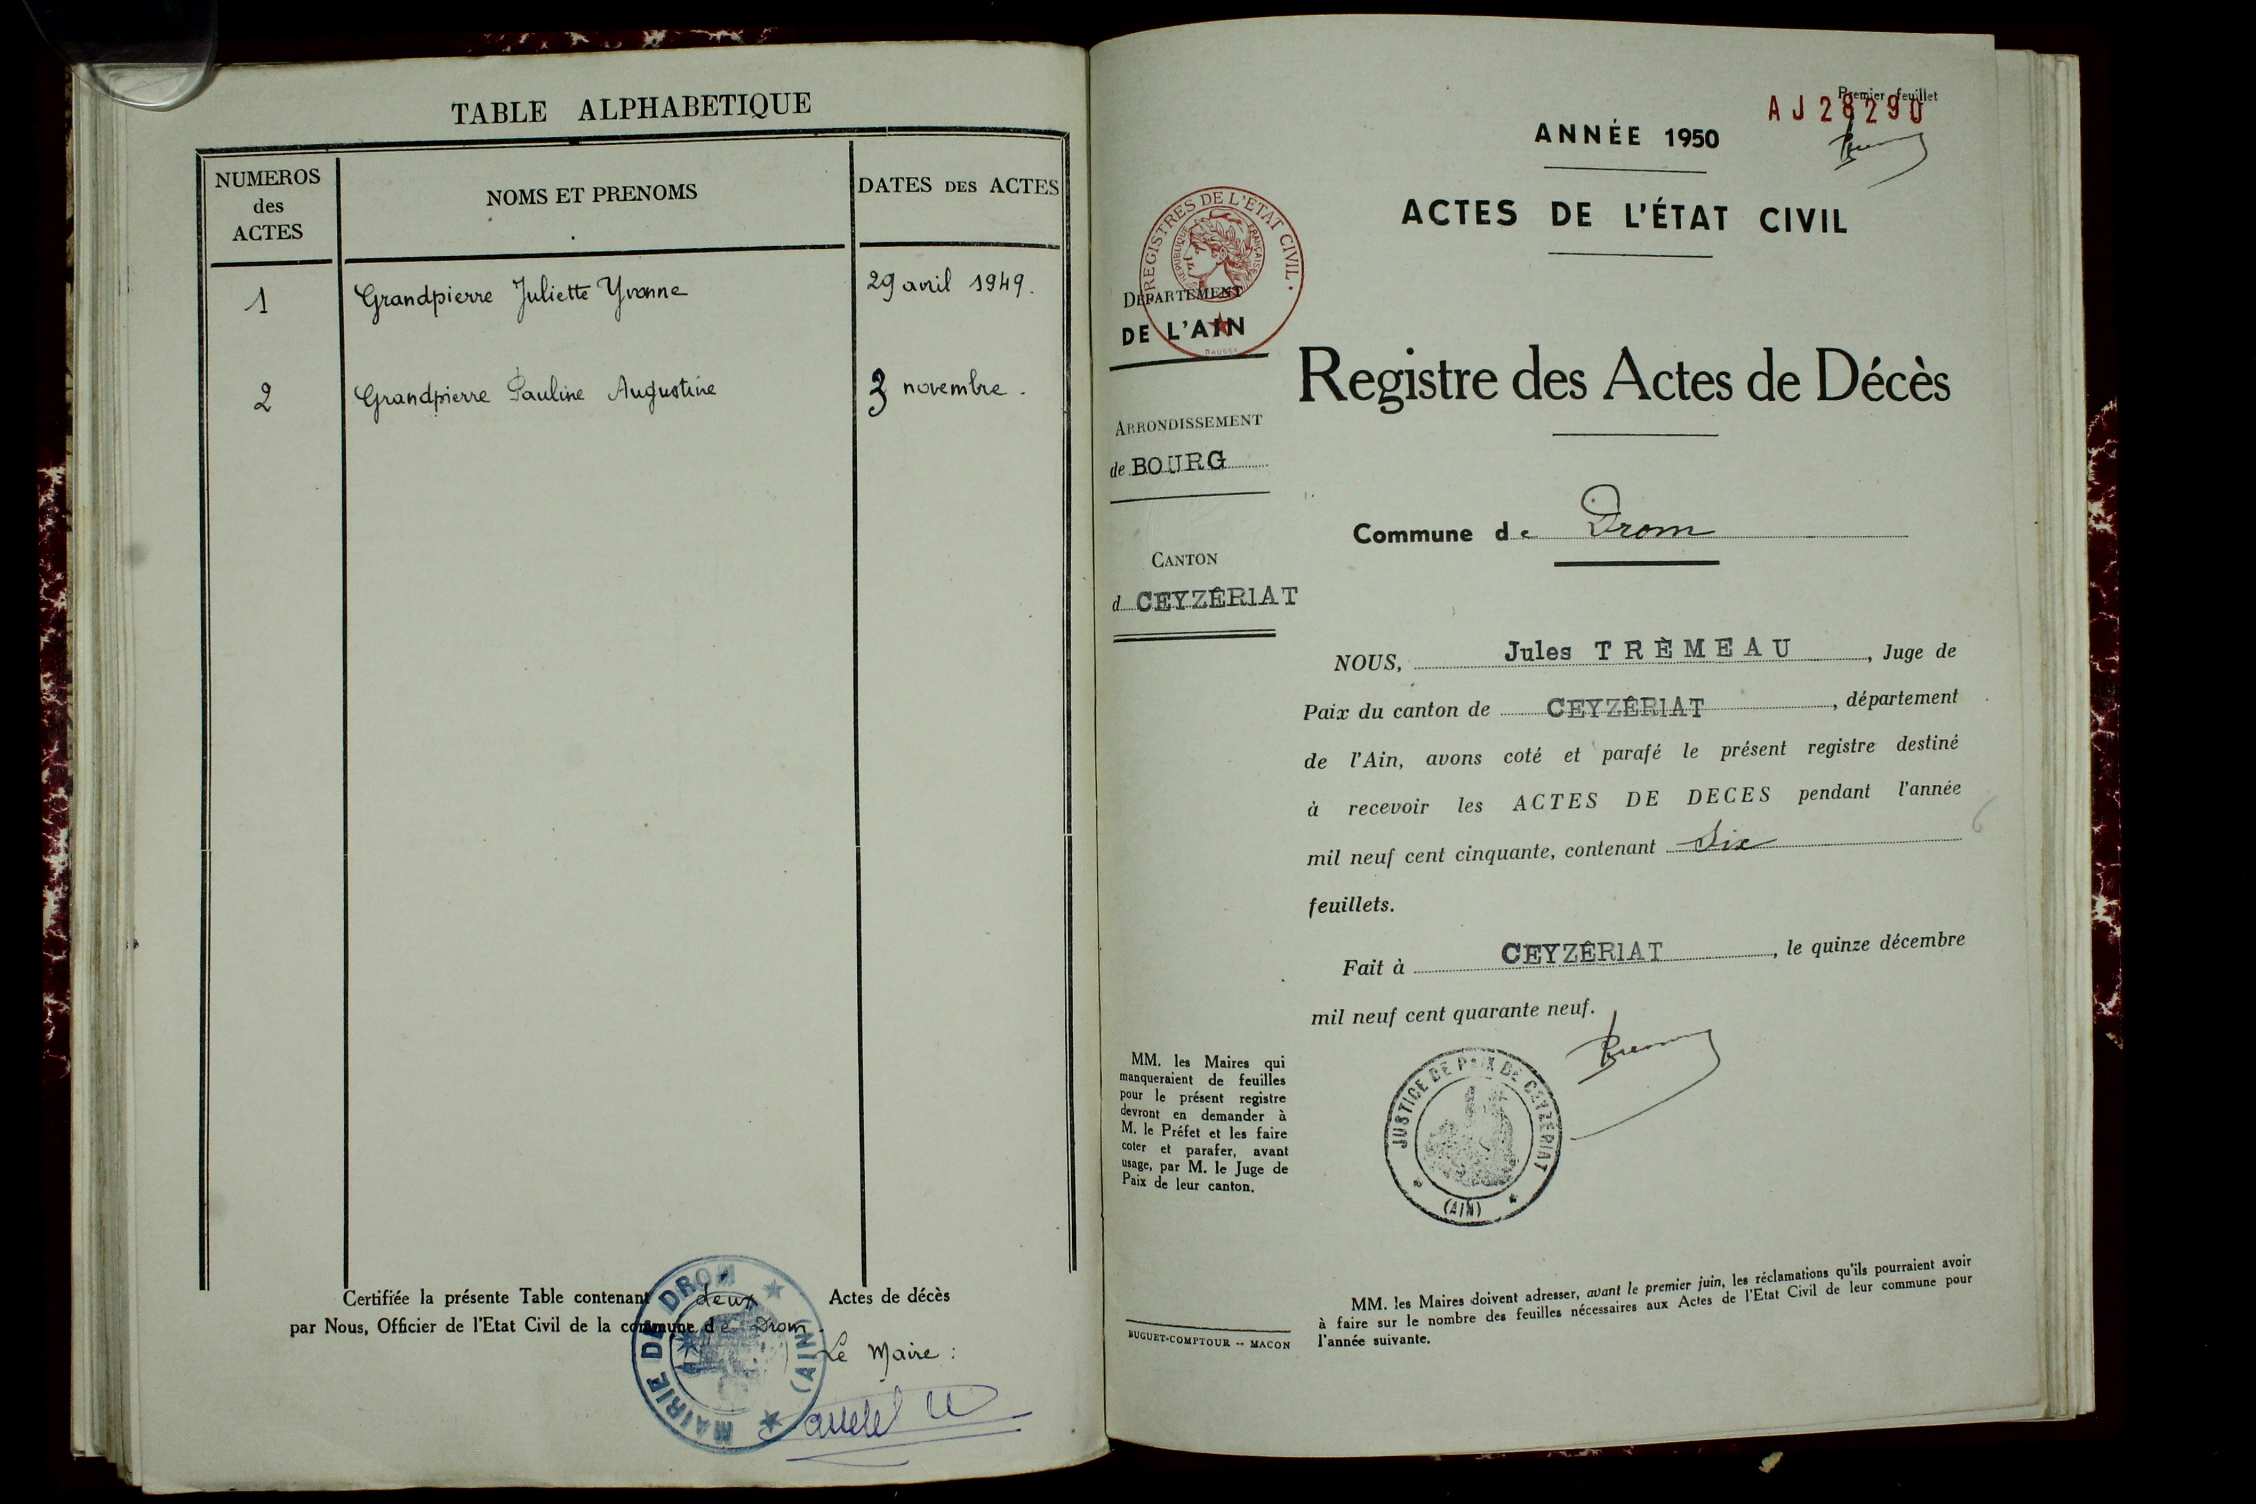 TABLE ALPHABETIQUE
NUMEROS
des
ACTES
NOMS ET PRENOMS
DATES DES ACTES
1 Grandpierre Juliette Yvonne 29 avril 1949.
2 Grandpierre Pauline Augustine 3 novembre.
Certifiée la présente Table contenant deux Actes de décès
par Nous, Officier de l'Etat Civil de la commune de Drom.
Le Maire :
MAIRIE DE DROM
(AIN)
Premier feuillet
AJ28290
ANNÉE 1950
ACTES DE L'ÉTAT CIVIL
REGISTRES DE L'ETAT CIVIL
REPUBLIQUE FRANÇAISE
DÉPARTEMENT
DE L'AIN
Registre des Actes de Décès
ARRONDISSEMENT
de BOURG
Commune de Drom
CANTON
d CEYZÉRIAT
NOUS, Jules TRÉMEAU, Juge de
Paix du canton de CEYZÉRIAT, département
de l'Ain, avons coté et parafé le présent registre destiné
à recevoir les ACTES DE DECES pendant l'année
mil neuf cent cinquante, contenant Six
6
feuillets.
Fait à CEYZÉRIAT, le quinze décembre
mil neuf cent quarante neuf.
MM. les Maires qui
manqueraient de feuilles
pour le présent registre
devront en demander à
M. le Préfet et les faire
coter et parafer, avant
usage, par M. le Juge de
Paix de leur canton.
JUSTICE DE PAIX DE CEYZÉRIAT
(AIN)
MM. les Maires doivent adresser, avant le premier juin, les réclamations qu'ils pourraient avoir
à faire sur le nombre des feuilles nécessaires aux Actes de l'Etat Civil de leur commune pour
l'année suivante.
BUGUET-COMPTOUR -- MACON